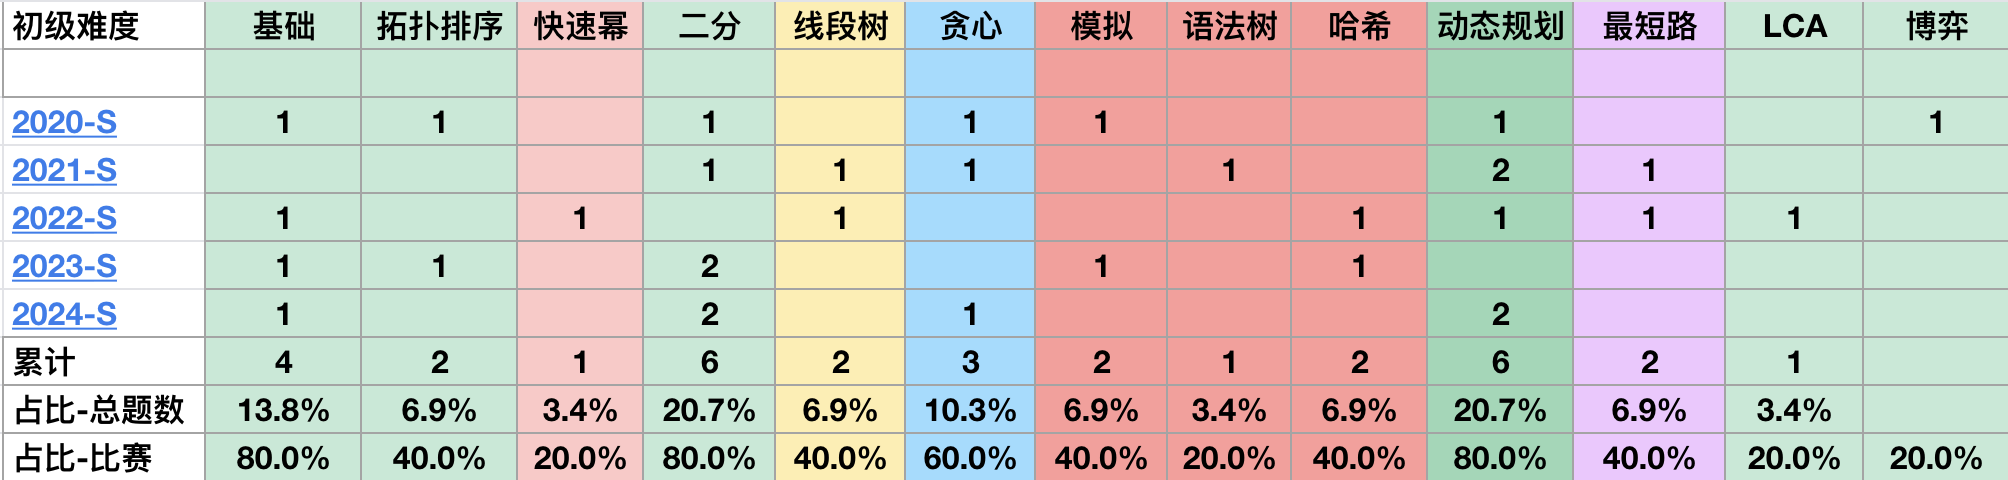 初级难度 基础 拓扑排序 快速幂 二分 线段树 贪心 模拟 语法树 哈希 动态规划 最短路 LCA 博弈
2020-S 1 1 1 1 1 1 1
2021-S 1 1 1 1 2 1
2022-S 1 1 1 1 1 1 1
2023-S 1 1 2 1 1
2024-S 1 2 1 2
累计 4 2 1 6 2 3 2 1 2 6 2 1
占比-总题数 13.8% 6.9% 3.4% 20.7% 6.9% 10.3% 6.9% 3.4% 6.9% 20.7% 6.9% 3.4%
占比-比赛 80.0% 40.0% 20.0% 80.0% 40.0% 60.0% 40.0% 20.0% 40.0% 80.0% 40.0% 20.0% 20.0%